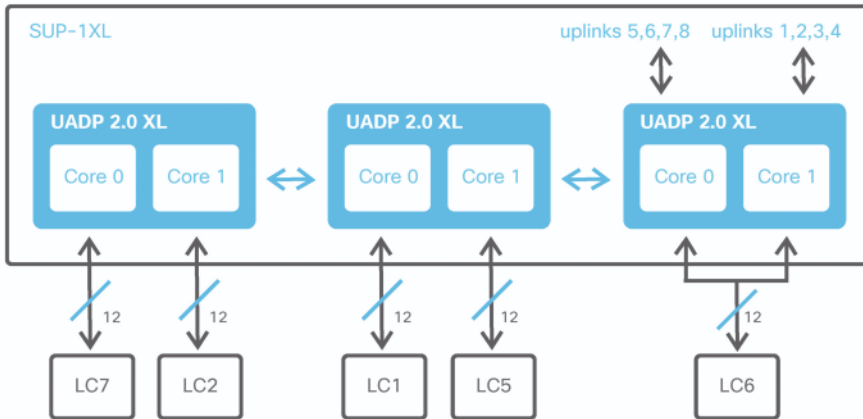 SUP-1XL
uplinks 5,6,7,8 uplinks 1,2,3,4
UADP 2.0 XL UADP 2.0 XL UADP 2.0 XL
Core 0 Core 1 Core 0 Core 1 Core 0 Core 1
12 12 12 12 12
LC7 LC2 LC1 LC5 LC6